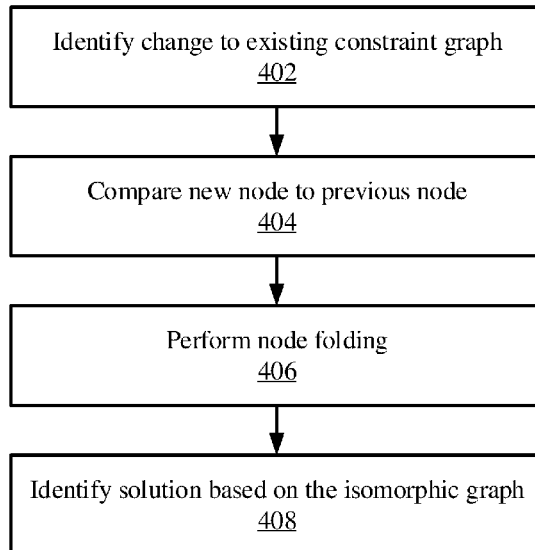 Identify change to existing constraint graph
402
Compare new node to previous node
404
Perform node folding
406
Identify solution based on the isomorphic graph
408